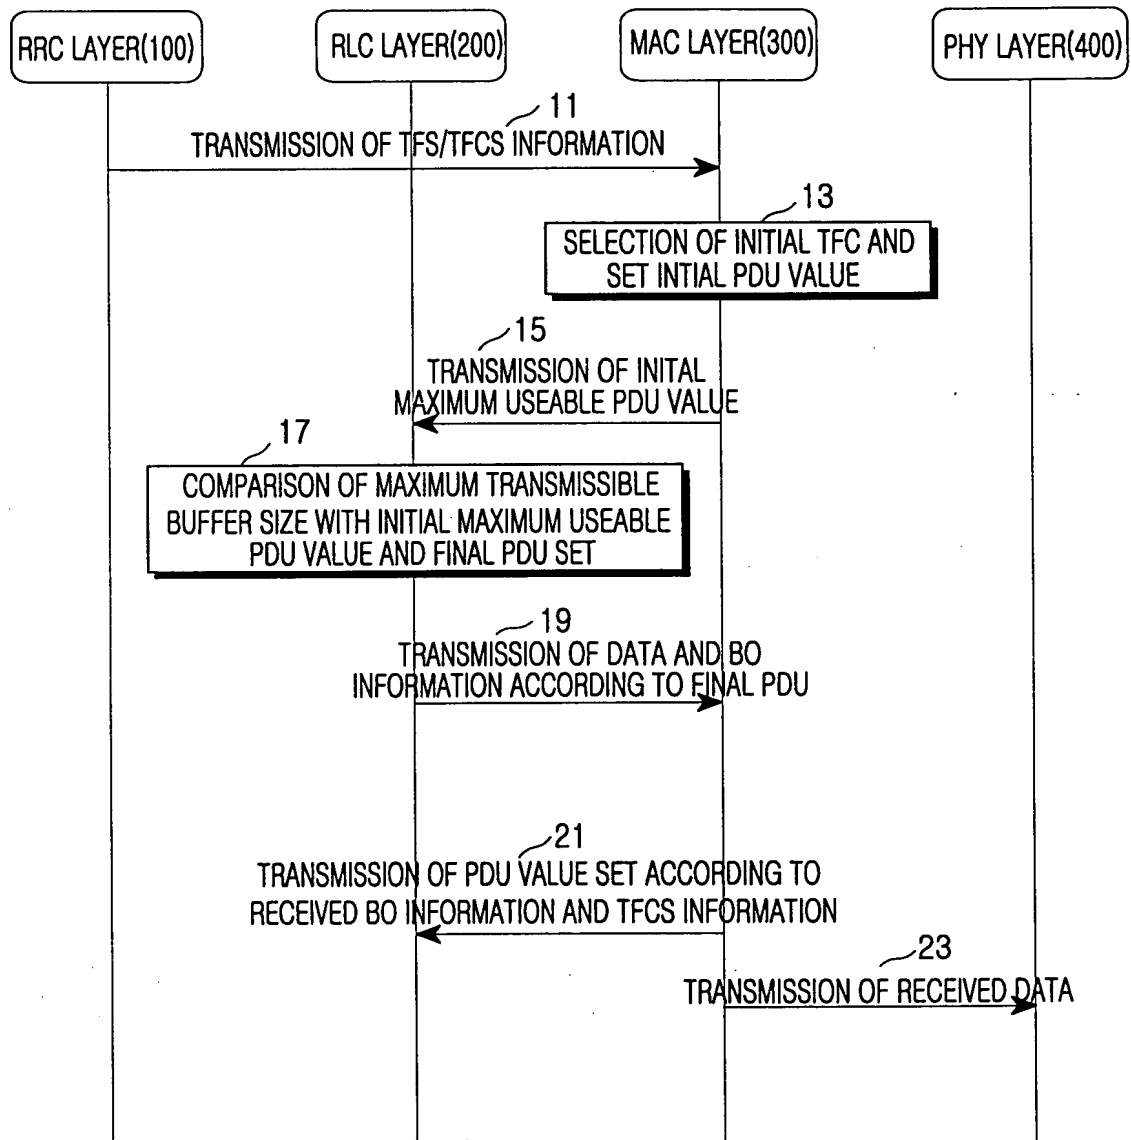 RRC LAYER(100)
RLC LAYER(200)
MAC LAYER(300)
PHY LAYER(400)
11
TRANSMISSION OF TFS/TFCS INFORMATION
13
SELECTION OF INITIAL TFC AND
SET INTIAL PDU VALUE
15
TRANSMISSION OF INITAL
MAXIMUM USEABLE PDU VALUE
17
COMPARISON OF MAXIMUM TRANSMISSIBLE
BUFFER SIZE WITH INITIAL MAXIMUM USEABLE
PDU VALUE AND FINAL PDU SET
19
TRANSMISSION OF DATA AND BO
INFORMATION ACCORDING TO FINAL PDU
21
TRANSMISSION OF PDU VALUE SET ACCORDING TO
RECEIVED BO INFORMATION AND TFCS INFORMATION
23
TRANSMISSION OF RECEIVED DATA